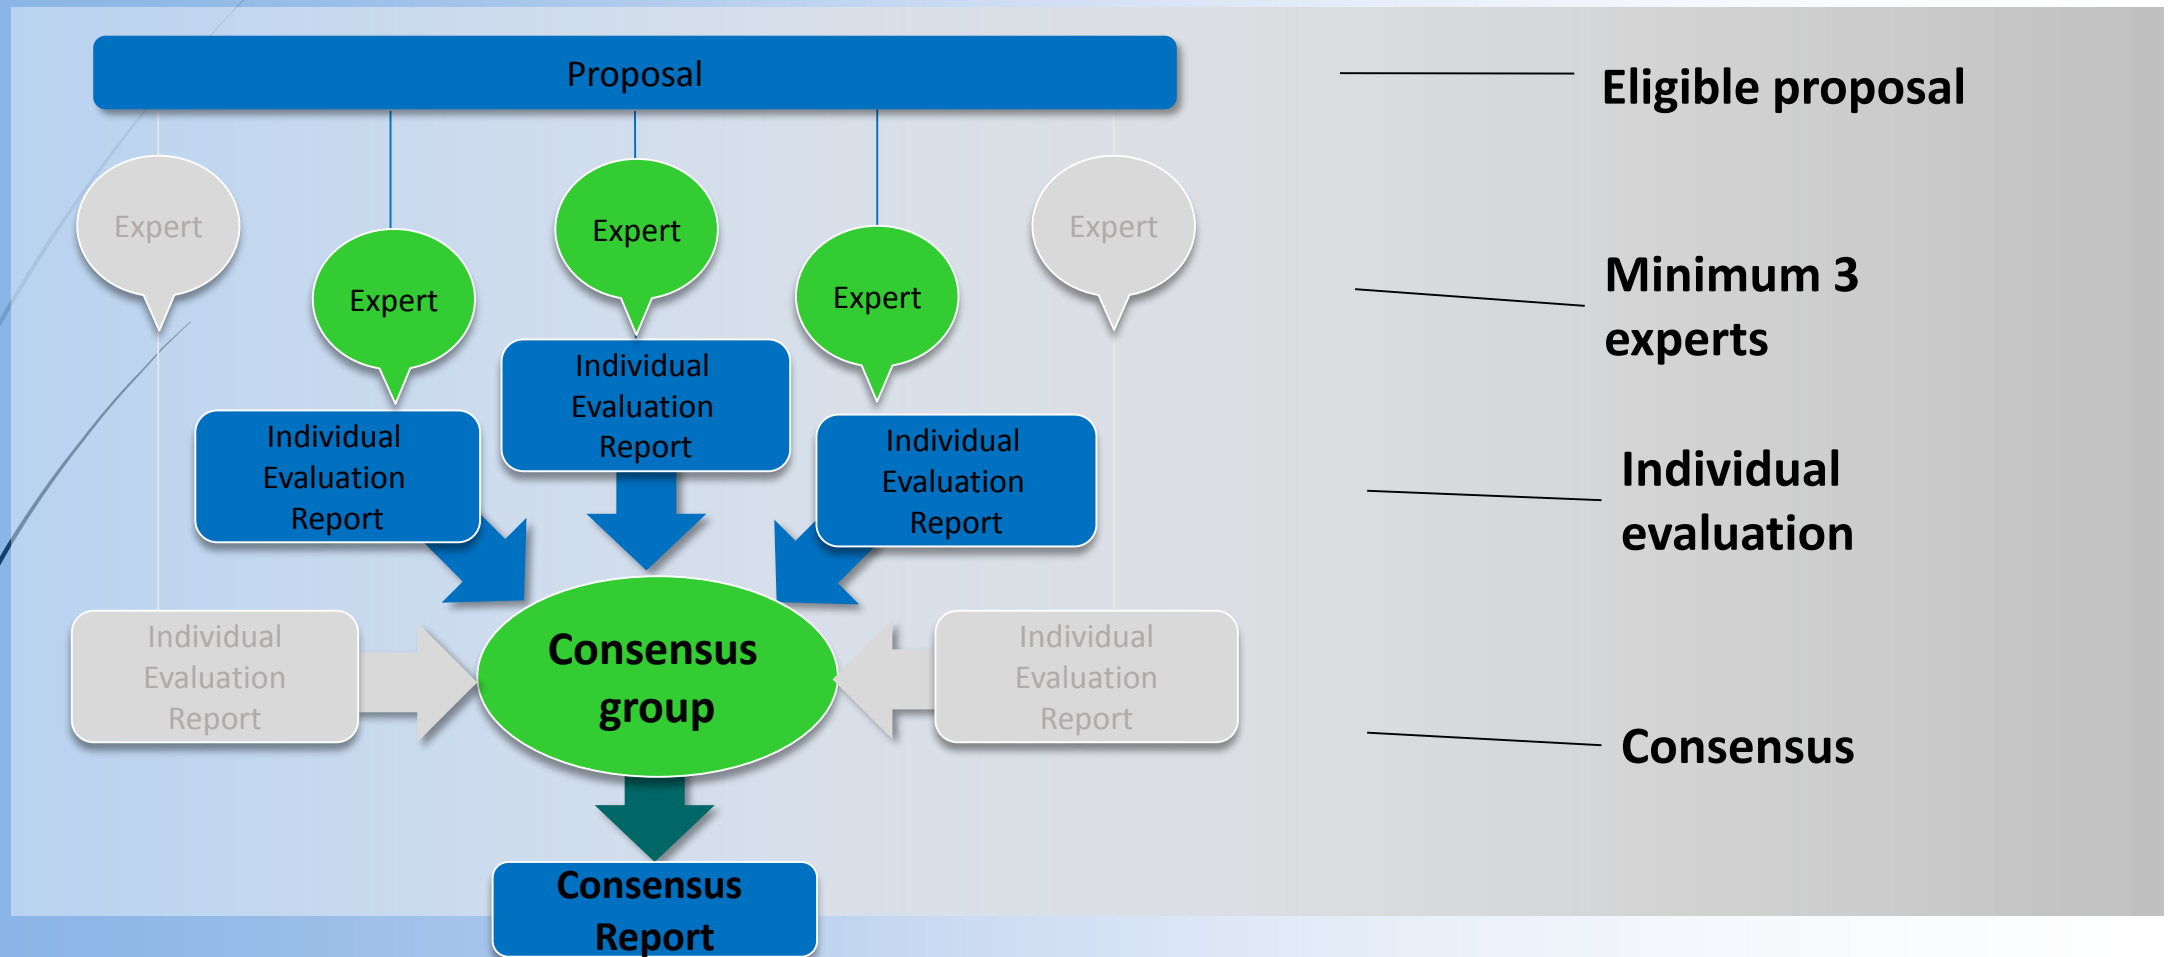 Proposal
Eligible proposal
Expert
Expert
Expert
Expert
Expert
Minimum 3
experts
Individual
Evaluation
Report
Individual
Evaluation
Report
Individual
Evaluation
Report
Individual
evaluation
Individual
Evaluation
Report
Consensus
group
Individual
Evaluation
Report
Consensus
Consensus
Report